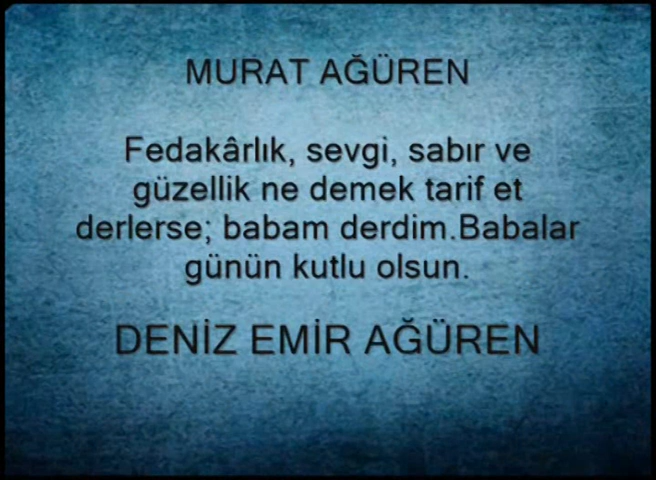 MURAT AĞÜREN
Fedakârlık, sevgi, sabır ve
güzellik ne demek tarif et
derlerse; babam derdim.Babalar
günün kutlu olsun.
DENİZ EMİR AĞÜREN